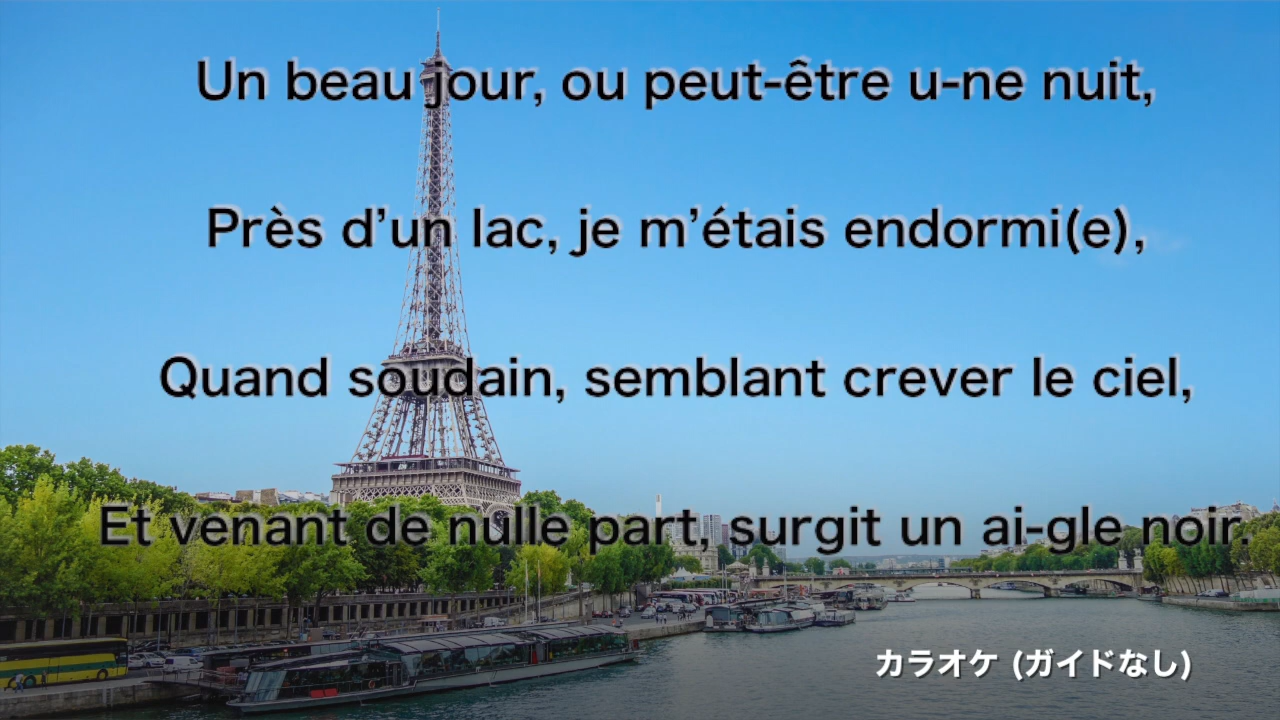 Un beau jour, ou peut-être u-ne nuit,
Près d’un lac, je m’étais endormi(e),
Quand soudain, semblant crever le ciel,
Et venant de nulle part, surgit un ai-gle noir.
カラオケ (ガイドなし)